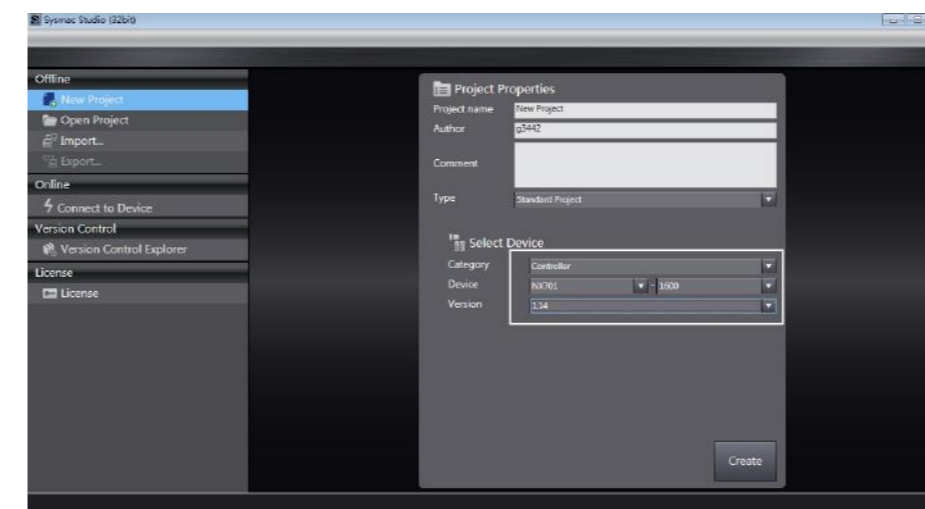 Sysmac Studio (32bit)
Offline
New Project
Open Project
Import...
Export...
Online
Connect to Device
Version Control
Version Control Explorer
License
License
Project Properties
Project name New Project
Author g3442
Comment
Type Standard Project
Select Device
Category Controller
Device NX701 - 1600
Version 1.14
Create